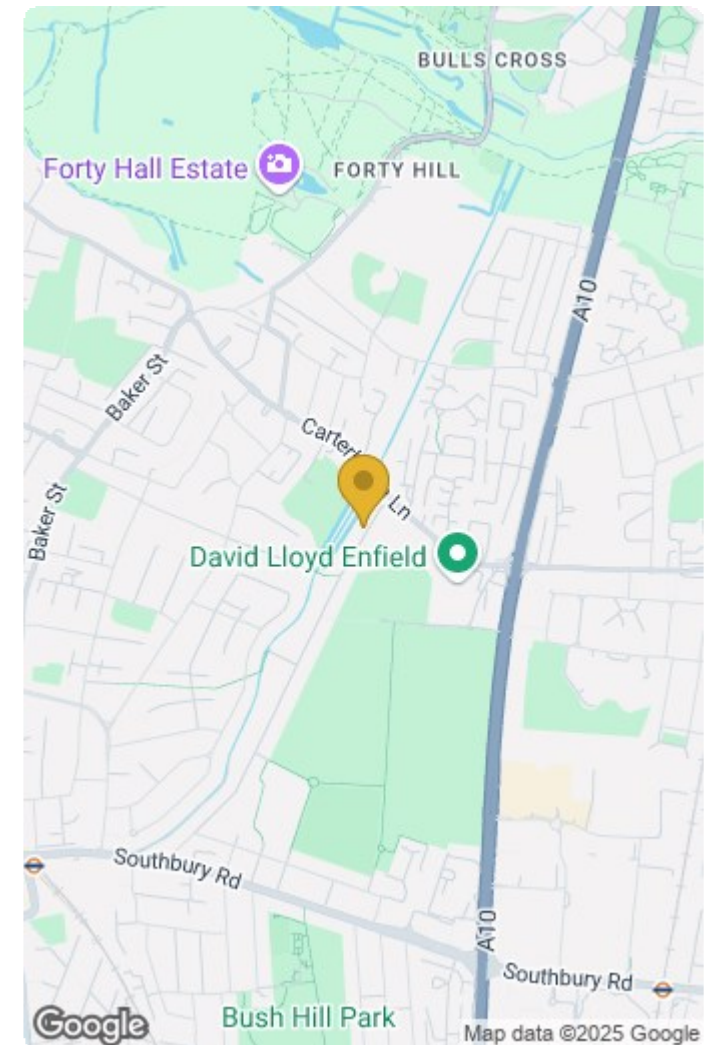 BULLS CROSS
Forty Hall Estate
FORTY HILL
A10
Baker St
Baker St
Ln
David Lloyd Enfield
Southbury Rd
A10
Southbury Rd
Bush Hill Park
Google
Map data ©2025 Google